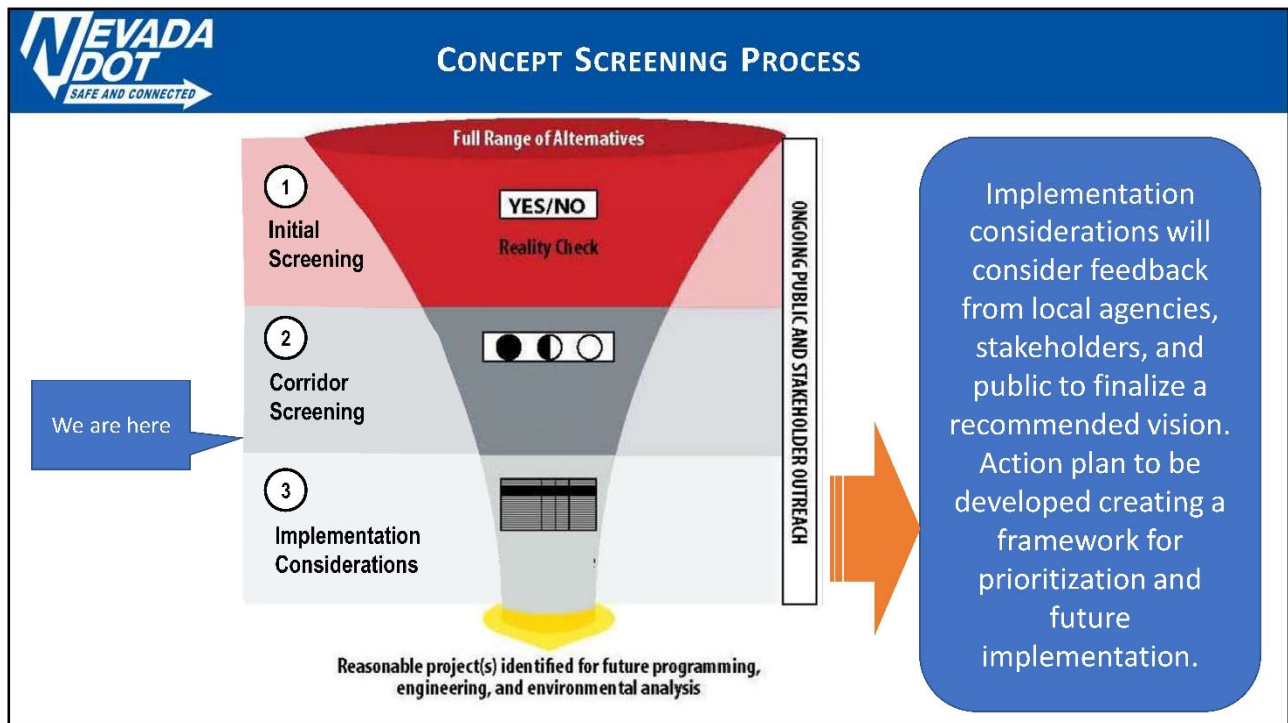 NEVADA
DOT
SAFE AND CONNECTED
CONCEPT SCREENING PROCESS
Full Range of Alternatives
1
Initial
Screening
YES/NO
Reality Check
2
Corridor
Screening
We are here
3
Implementation
Considerations
ONGOING PUBLIC AND STAKEHOLDER OUTREACH
Reasonable project(s) identified for future programming,
engineering, and environmental analysis
Implementation
considerations will
consider feedback
from local agencies,
stakeholders, and
public to finalize a
recommended vision.
Action plan to be
developed creating a
framework for
prioritization and
future
implementation.